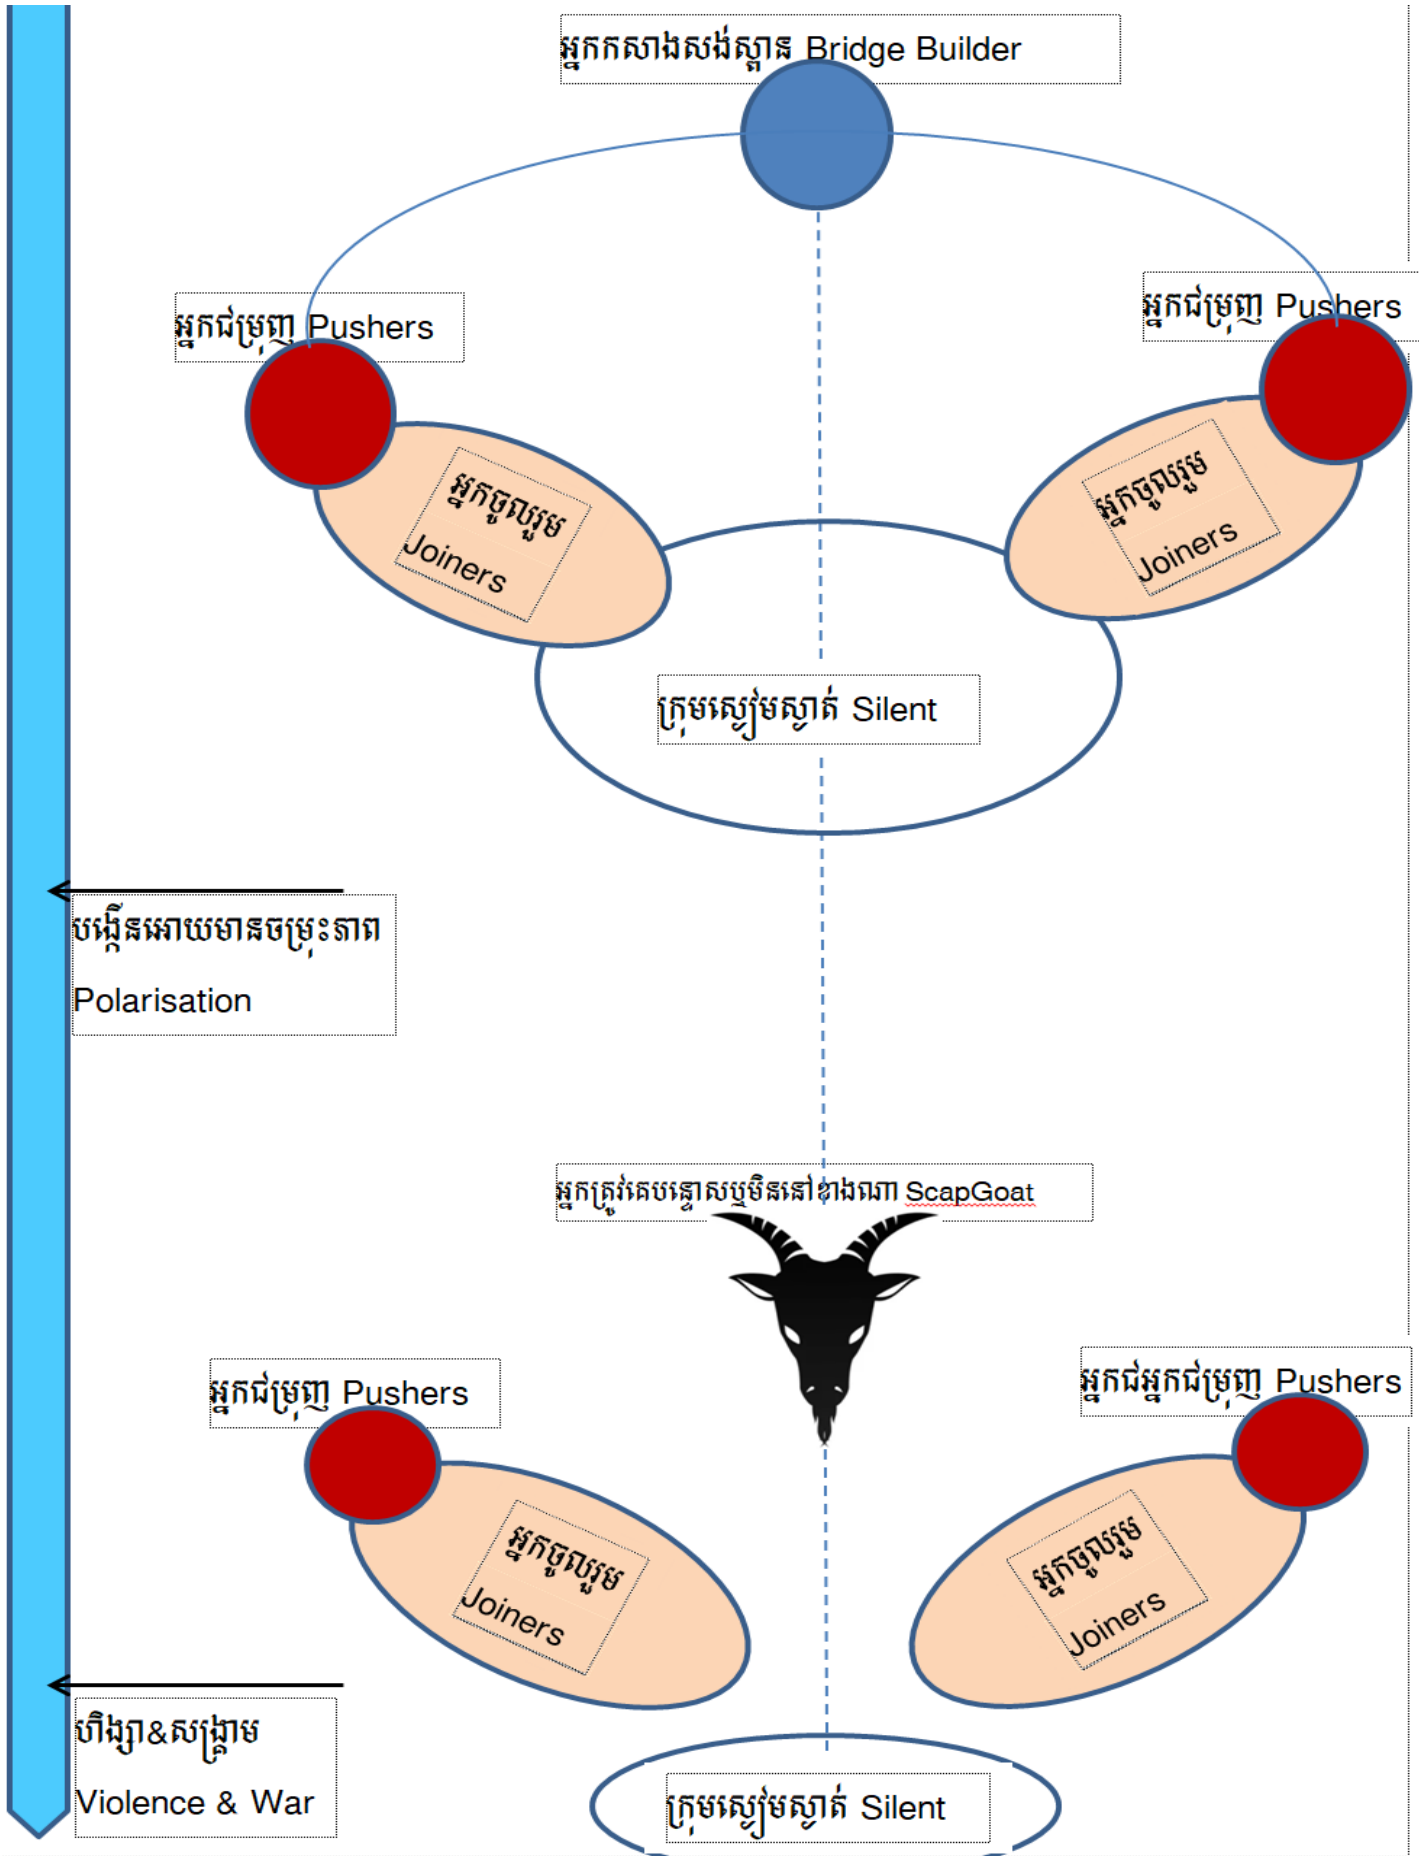 អ្នកកសាងសង់ស្ពាន Bridge Builder
អ្នកជំម្រុញ Pushers
អ្នកជំម្រុញ Pushers
អ្នកចូលរួម
Joiners
អ្នកចូលរួម
Joiners
ក្រុមស្ងៀមស្ងាត់ Silent
បង្កើនអោយមានចម្រុះភាព
Polarisation
អ្នកត្រូវគេបន្ទោសឬមិននៅខាងណា ScapGoat
អ្នកជំម្រុញ Pushers
អ្នកជំអ្នកជំម្រុញ Pushers
អ្នកចូលរួម
Joiners
អ្នកចូលរួម
Joiners
ហិង្សា&សង្គ្រាម
Violence & War
ក្រុមស្ងៀមស្ងាត់ Silent